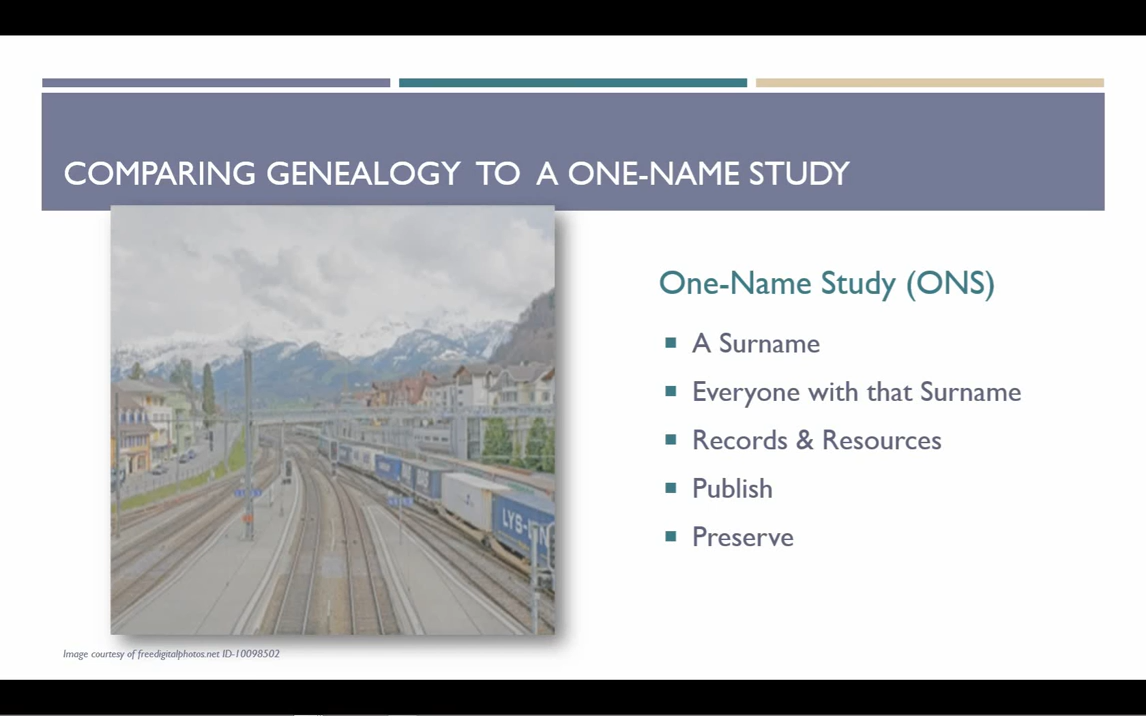 COMPARING GENEALOGY TO A ONE-NAME STUDY
One-Name Study (ONS)
A Surname
Everyone with that Surname
Records & Resources
Publish
Preserve
Image courtesy of freedigitalphotos.net ID-10098502